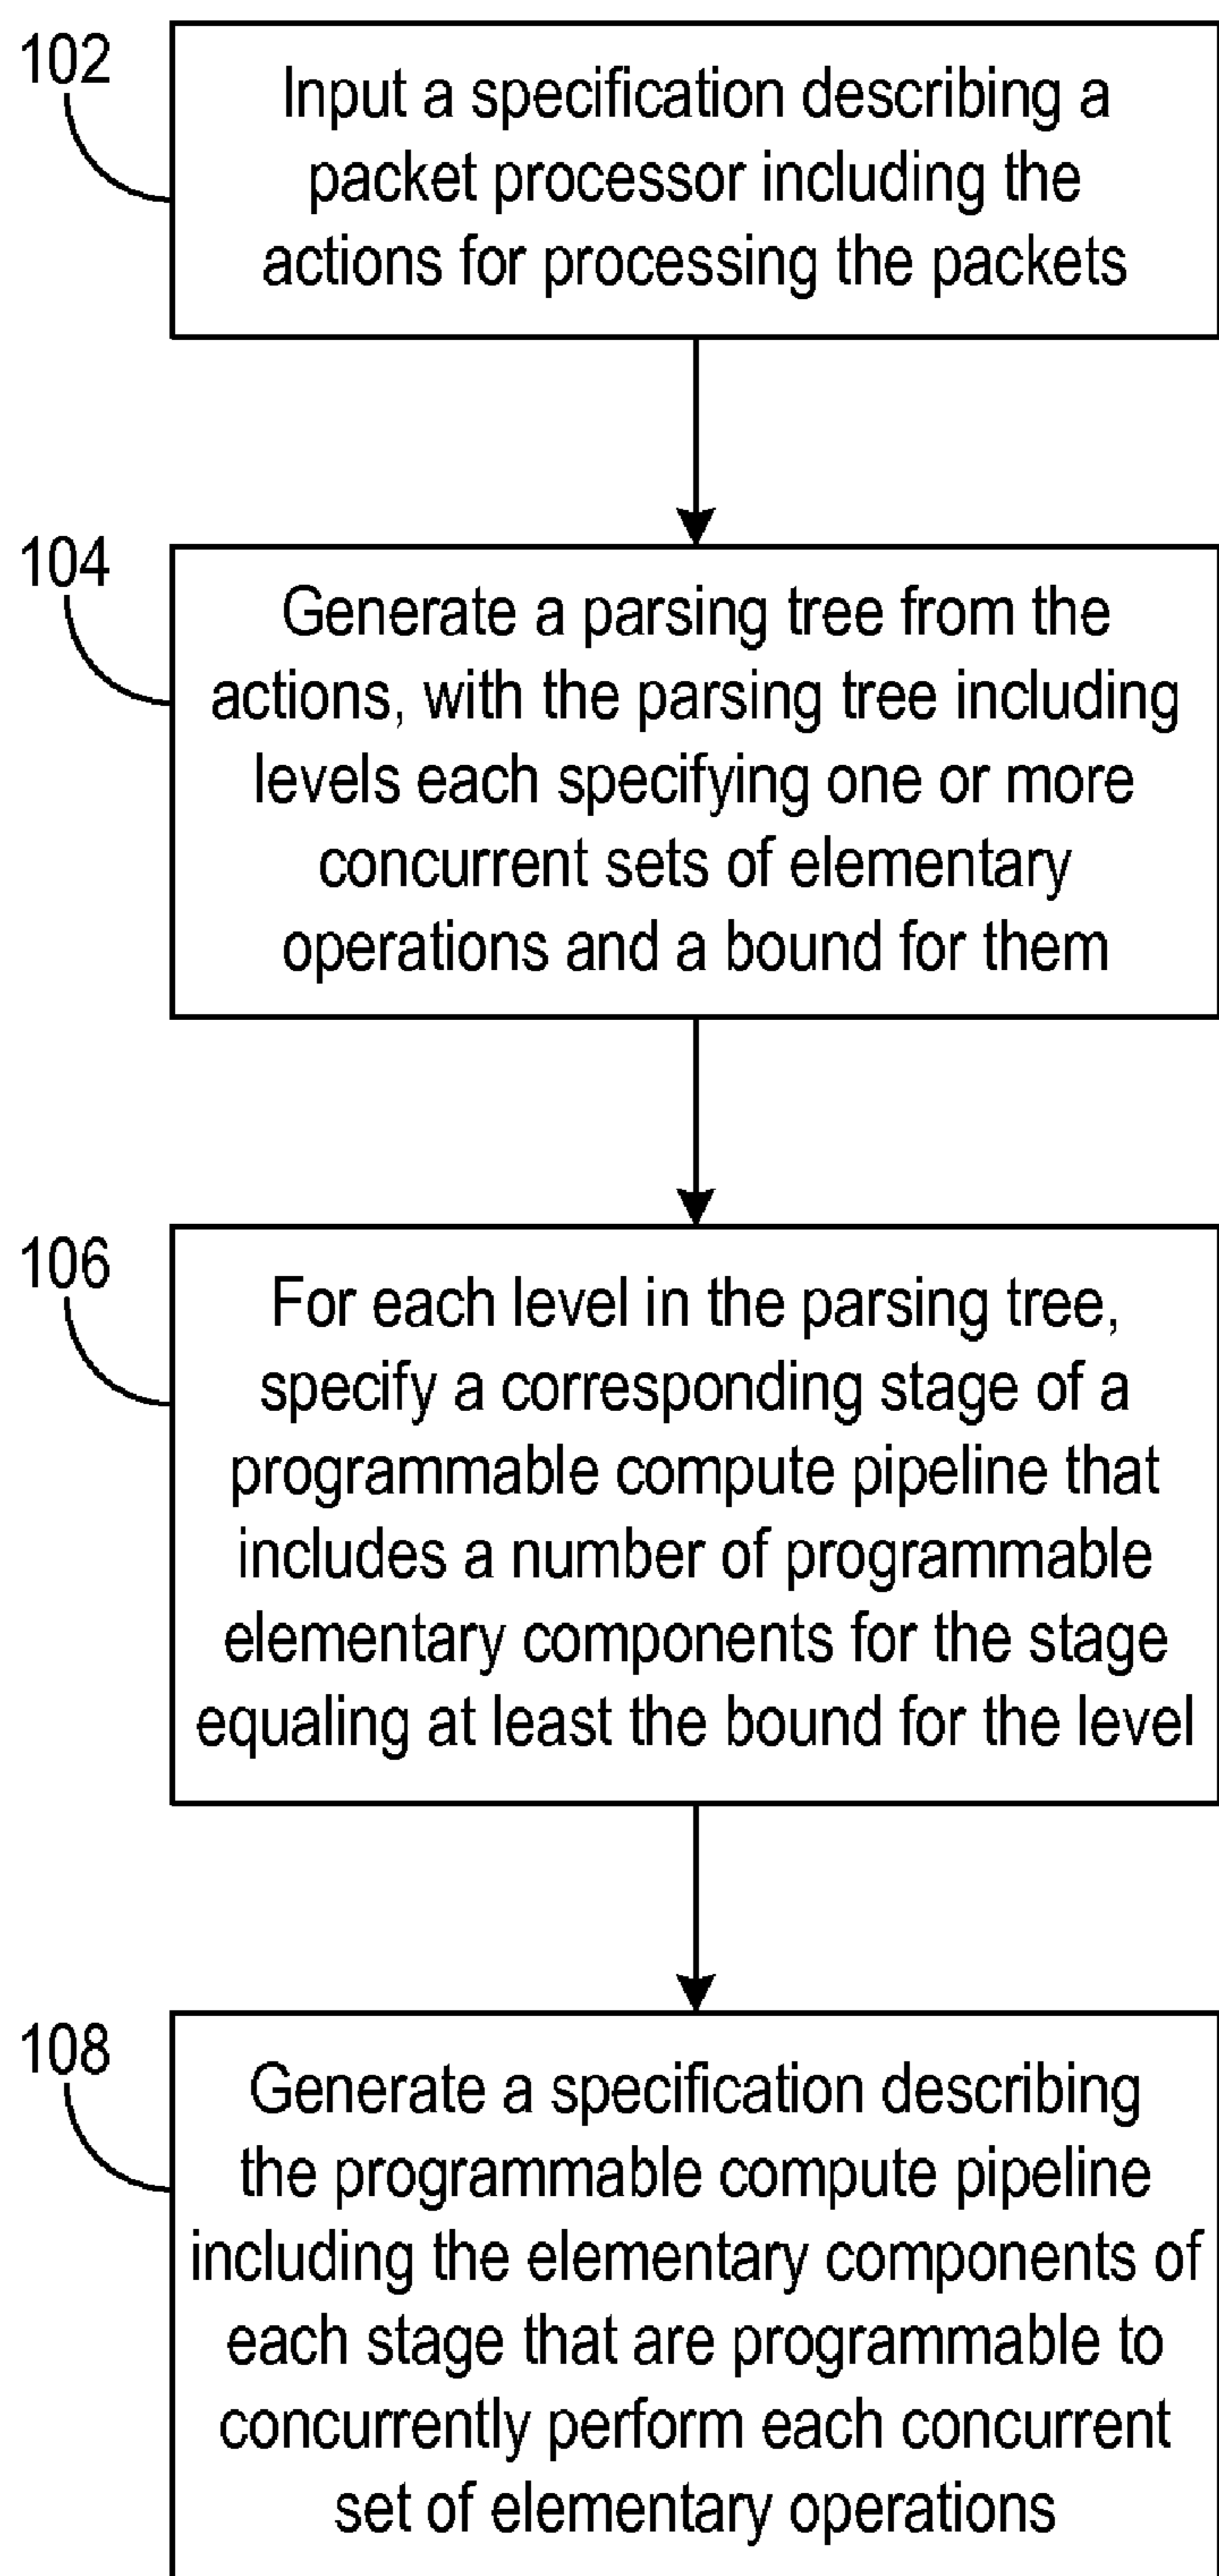 102
Input a specification describing a
packet processor including the
actions for processing the packets
104
Generate a parsing tree from the
actions, with the parsing tree including
levels each specifying one or more
concurrent sets of elementary
operations and a bound for them
106
For each level in the parsing tree,
specify a corresponding stage of a
programmable compute pipeline that
includes a number of programmable
elementary components for the stage
equaling at least the bound for the level
108
Generate a specification describing
the programmable compute pipeline
including the elementary components of
each stage that are programmable to
concurrently perform each concurrent
set of elementary operations